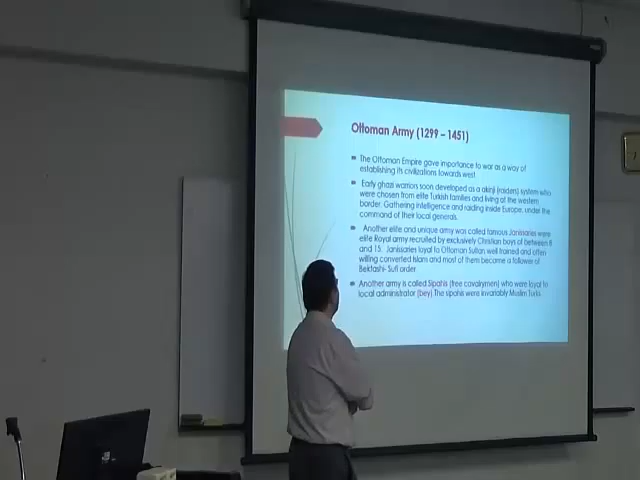 Ottoman Army (1299 – 1451)
The Ottoman Empire gave importance to war as a way of
establishing its civilizations towards west.
Early ghazi warriors soon developed as a akinji (raiders) system who
were chosen from elite Turkish families and living at the western
border. Gathering intelligence and raiding inside Europe, under the
command of their local generals.
Another elite and unique army was called famous Janissaries were
elite Royal army recruited by exclusively Christian boys of between 8
and 15. Janissaries loyal to Ottoman Sultan well trained and often
willing converted Islam and most of them become a follower of
Bektashi- Sufi order
Another army is called Sipahis (free cavalrymen) who were loyal to
local administrator (bey) The sipahis were invariably Muslim Turks.